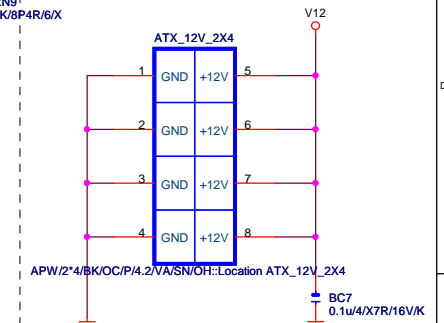 K/8P4R/6/X
V12
ATX_12V_2X4
1 GND +12V 5
2 GND +12V 6
3 GND +12V 7
4 GND +12V 8
APW/2*4/BK/OC/P/4.2/VA/SN/OH::Location ATX_12V_2X4
BC7
0.1u/4/X7R/16V/K